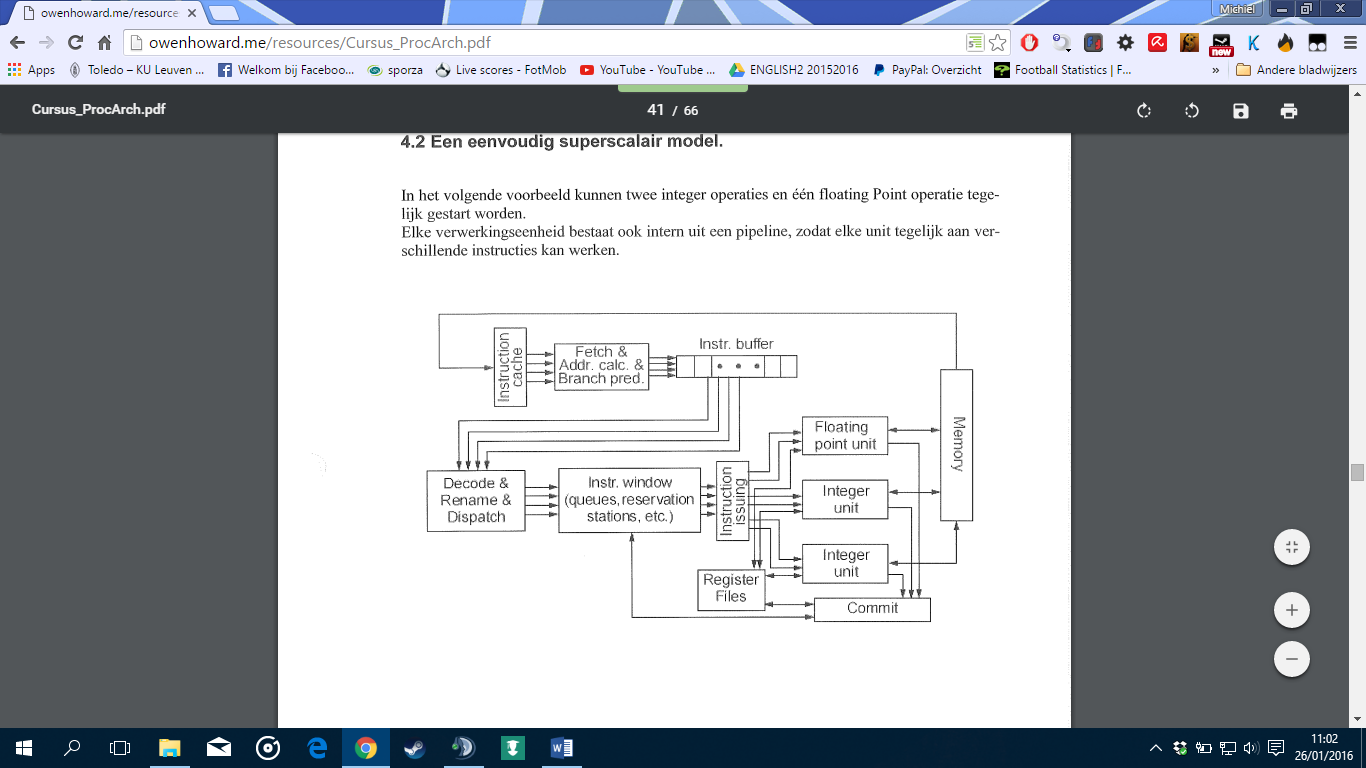 owenhoward.me/resource
Michiel
owenhoward.me/resources/Cursus_ProcArch.pdf
new
K
Apps
Toledo – KU Leuven ...
Welkom bij Faceboo...
sporza
Live scores - FotMob
YouTube - YouTube ...
ENGLISH2 20152016
PayPal: Overzicht
Football Statistics | F...
»
Andere bladwijzers
Cursus_ProcArch.pdf
41 / 66
4.2 Een eenvoudig superscalair model.
In het volgende voorbeeld kunnen twee integer operaties en één floating Point operatie tege-
lijk gestart worden.
Elke verwerkingseenheid bestaat ook intern uit een pipeline, zodat elke unit tegelijk aan ver-
schillende instructies kan werken.
Instruction
cache
Fetch &
Addr. calc. &
Branch pred.
Instr. buffer
Decode &
Rename &
Dispatch
Instr. window
(queues, reservation
stations, etc.)
Instruction
issuing
Floating
point unit
Integer
unit
Integer
unit
Memory
Register
Files
Commit
11:02
26/01/2016